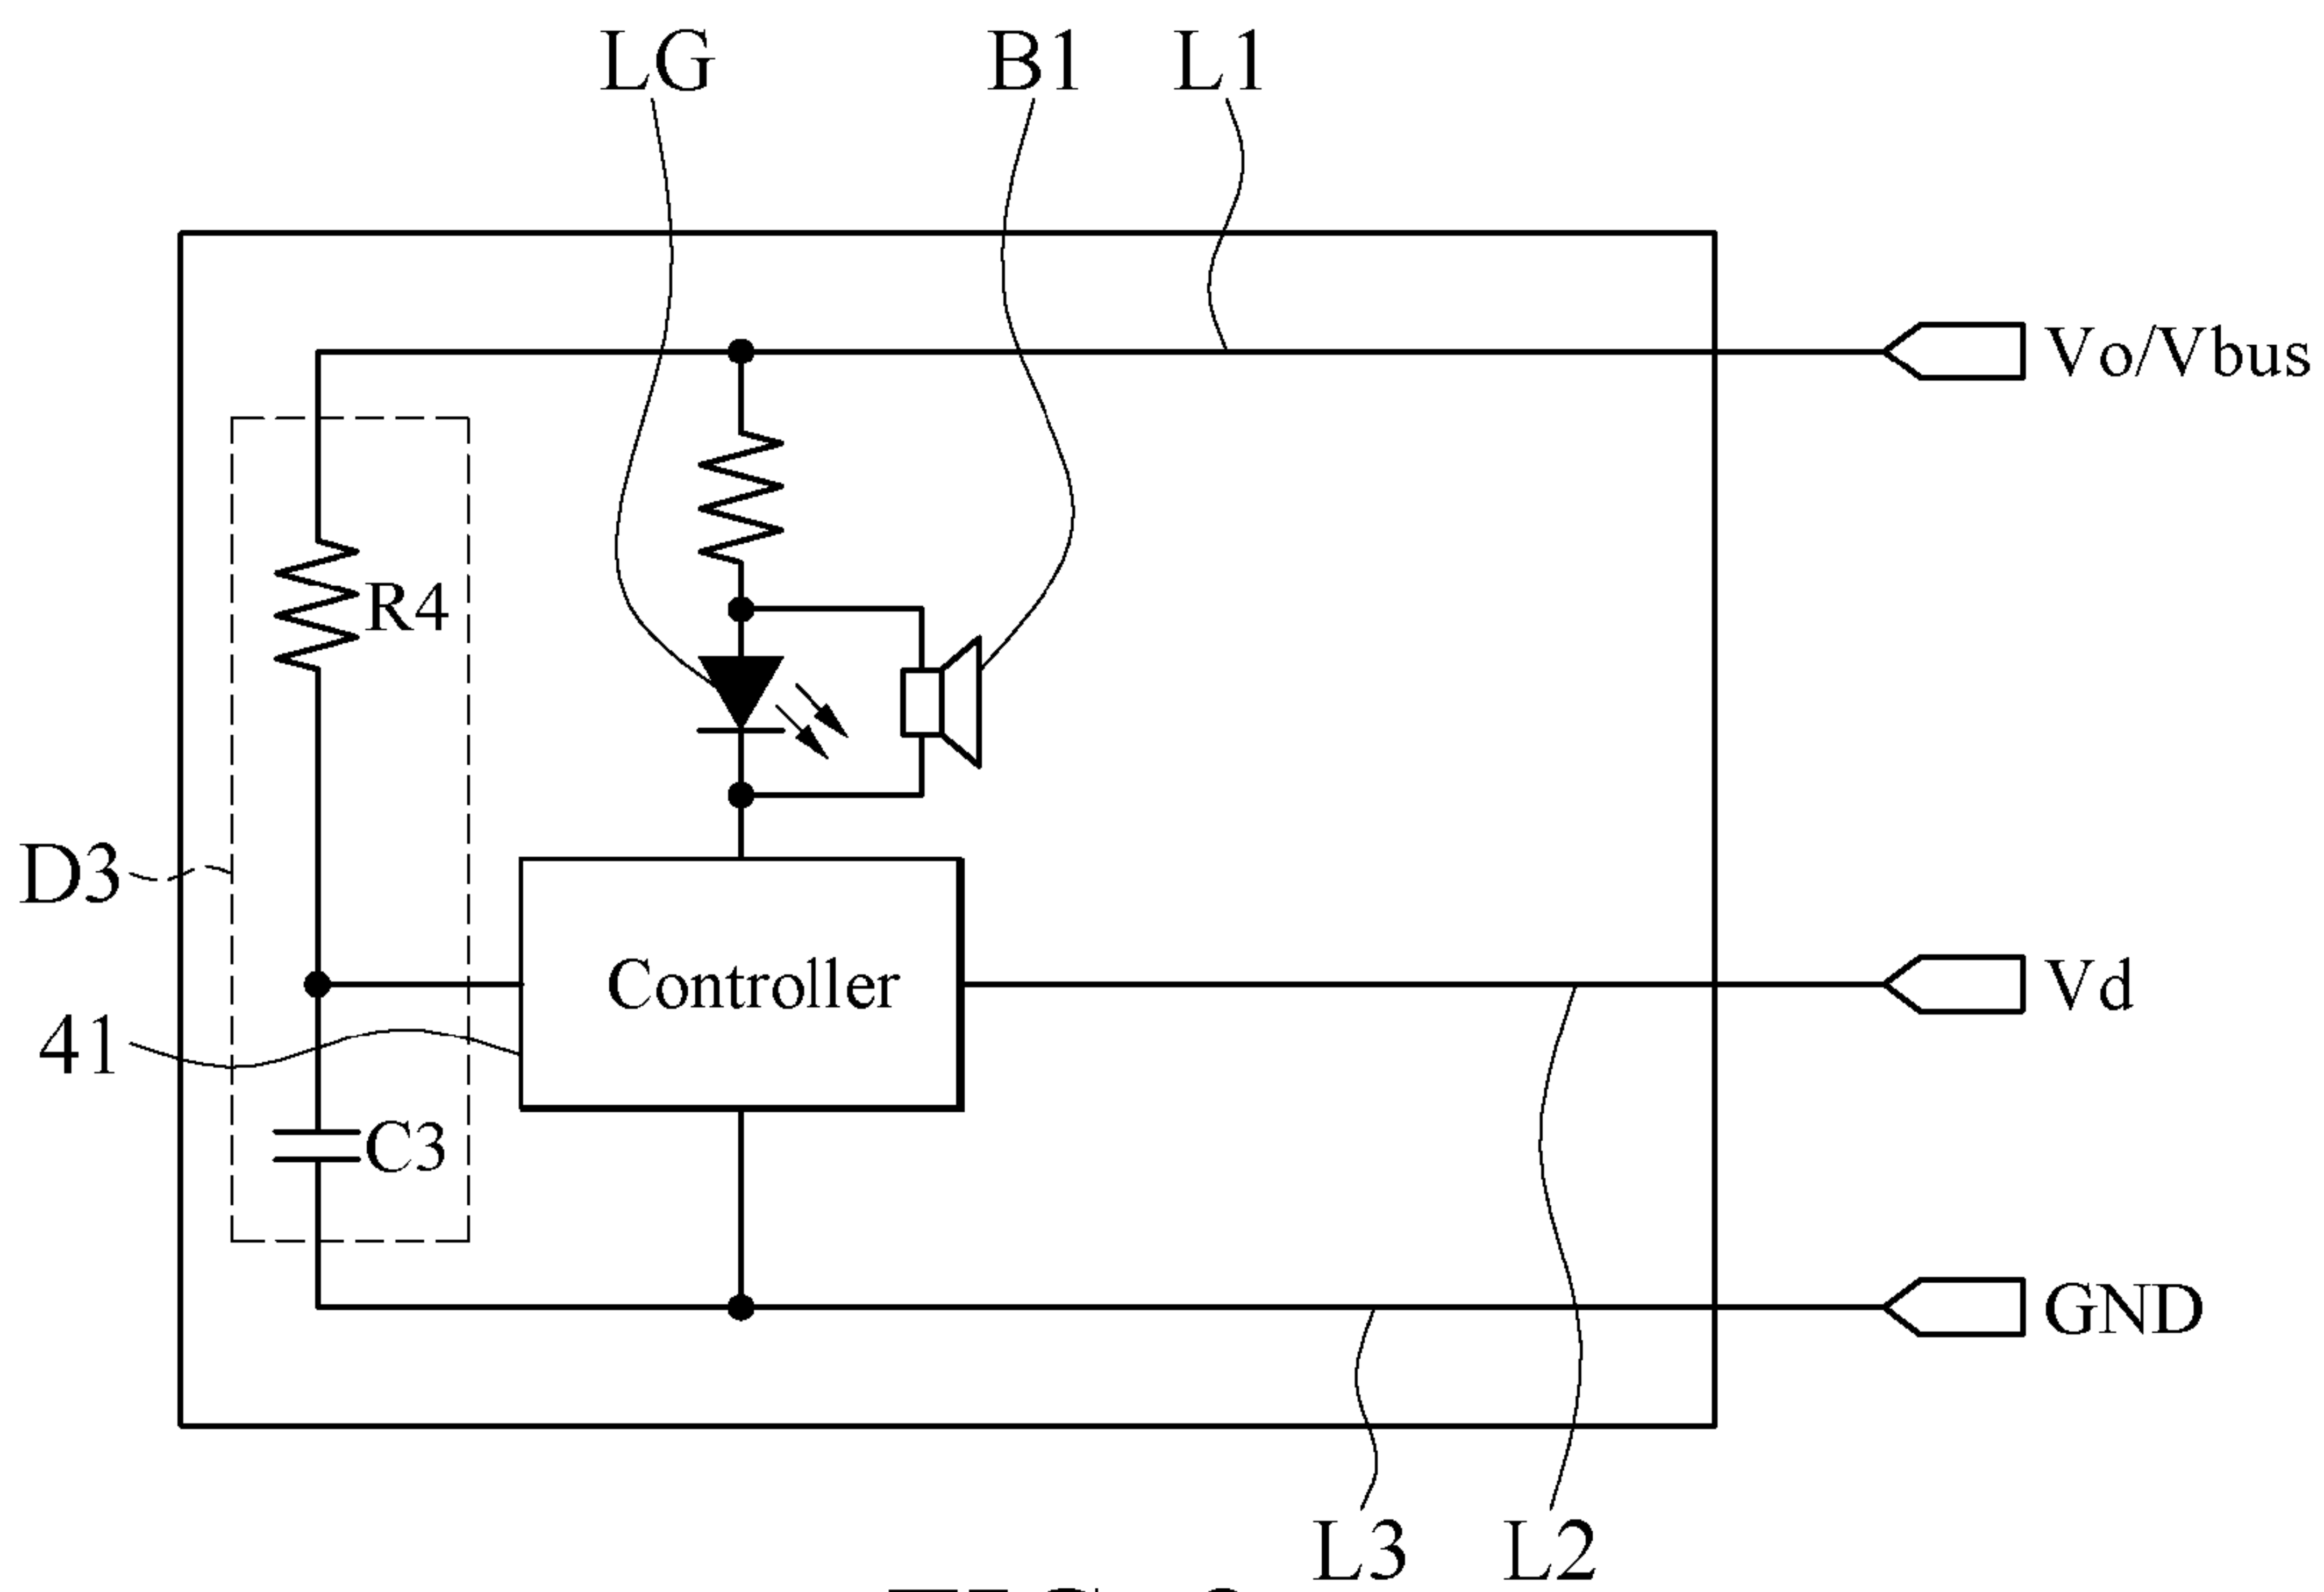 LG B1 L1
Vo/Vbus
R4
D3
Controller
Vd
41
C3
GND
L3 L2